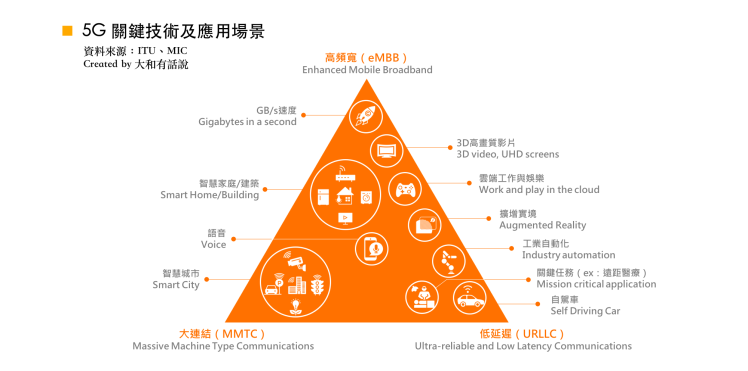 5G 關鍵技術及應用場景
資料來源：ITU、MIC
Created by 大和有話說
高頻寬（eMBB）
Enhanced Mobile Broadband
GB/s速度
Gigabytes in a second
3D高畫質影片
3D video, UHD screens
智慧家庭/建築
Smart Home/Building
雲端工作與娛樂
Work and play in the cloud
擴增實境
Augmented Reality
語音
Voice
工業自動化
Industry automation
智慧城市
Smart City
關鍵任務（ex：遠距醫療）
Mission critical application
自駕車
Self Driving Car
大連結（MMTC）
Massive Machine Type Communications
低延遲（URLLC）
Ultra-reliable and Low Latency Communications